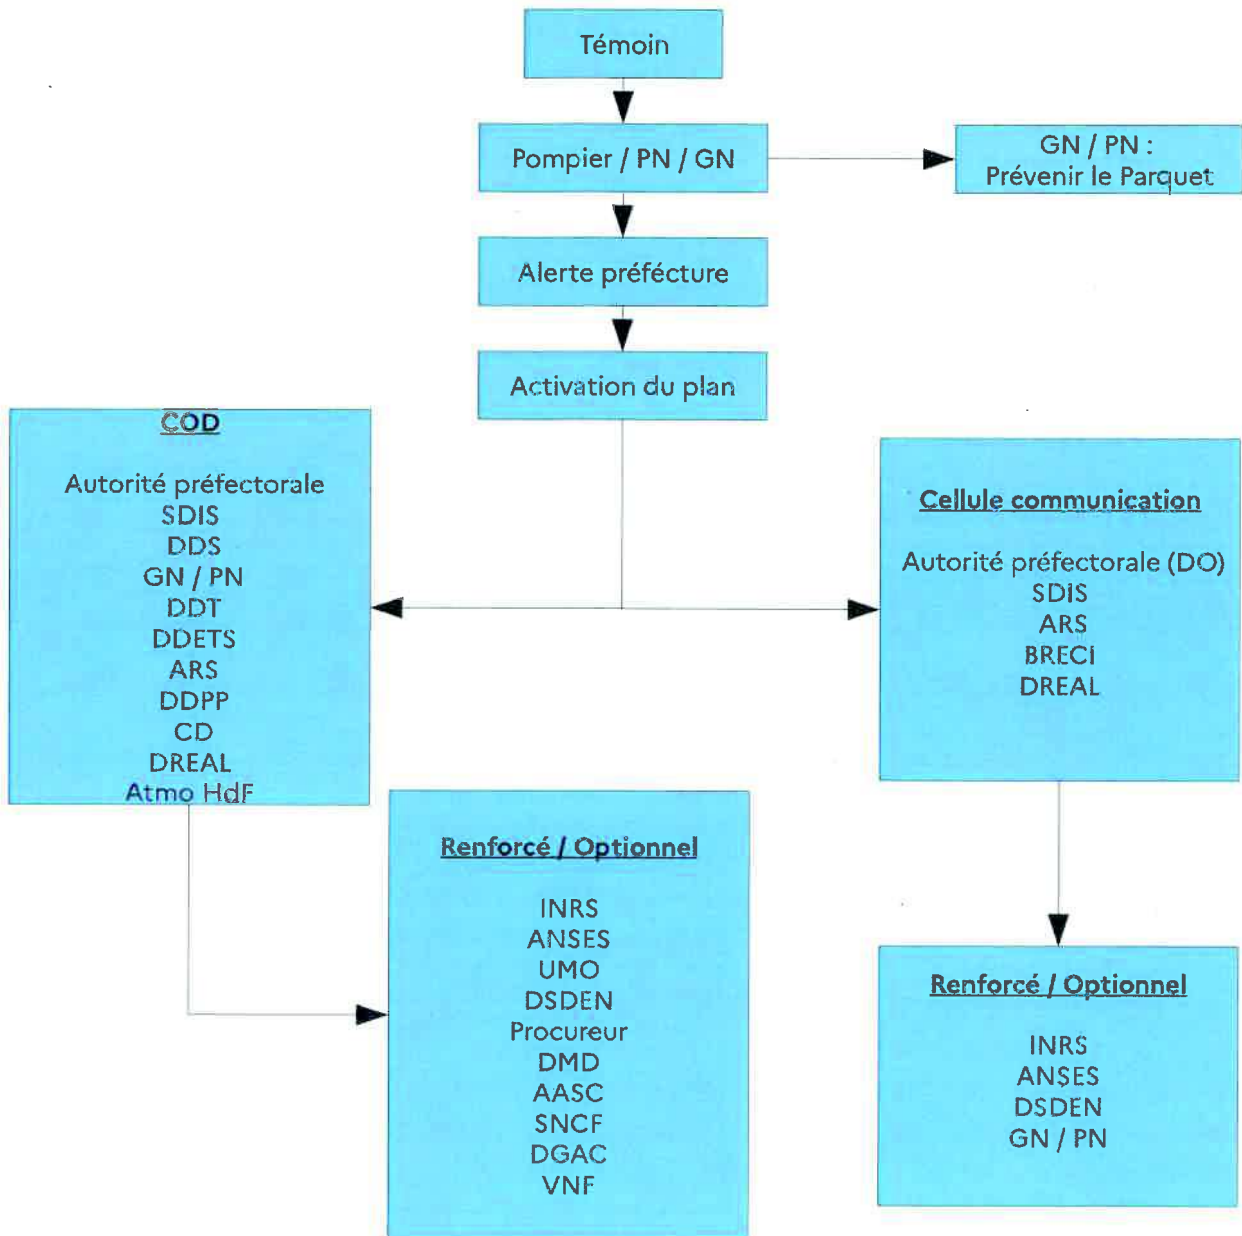 Témoin
Pompier / PN / GN
GN / PN :
Prévenir le Parquet
Alerte préfécture
Activation du plan
COD
Autorité préfectorale
SDIS
DDS
GN / PN
DDT
DDETS
ARS
DDPP
CD
DREAL
Atmo HdF
Cellule communication
Autorité préfectorale (DO)
SDIS
ARS
BRECI
DREAL
Renforcé / Optionnel
INRS
ANSES
UMO
DSDEN
Procureur
DMD
AASC
SNCF
DGAC
VNF
Renforcé / Optionnel
INRS
ANSES
DSDEN
GN / PN